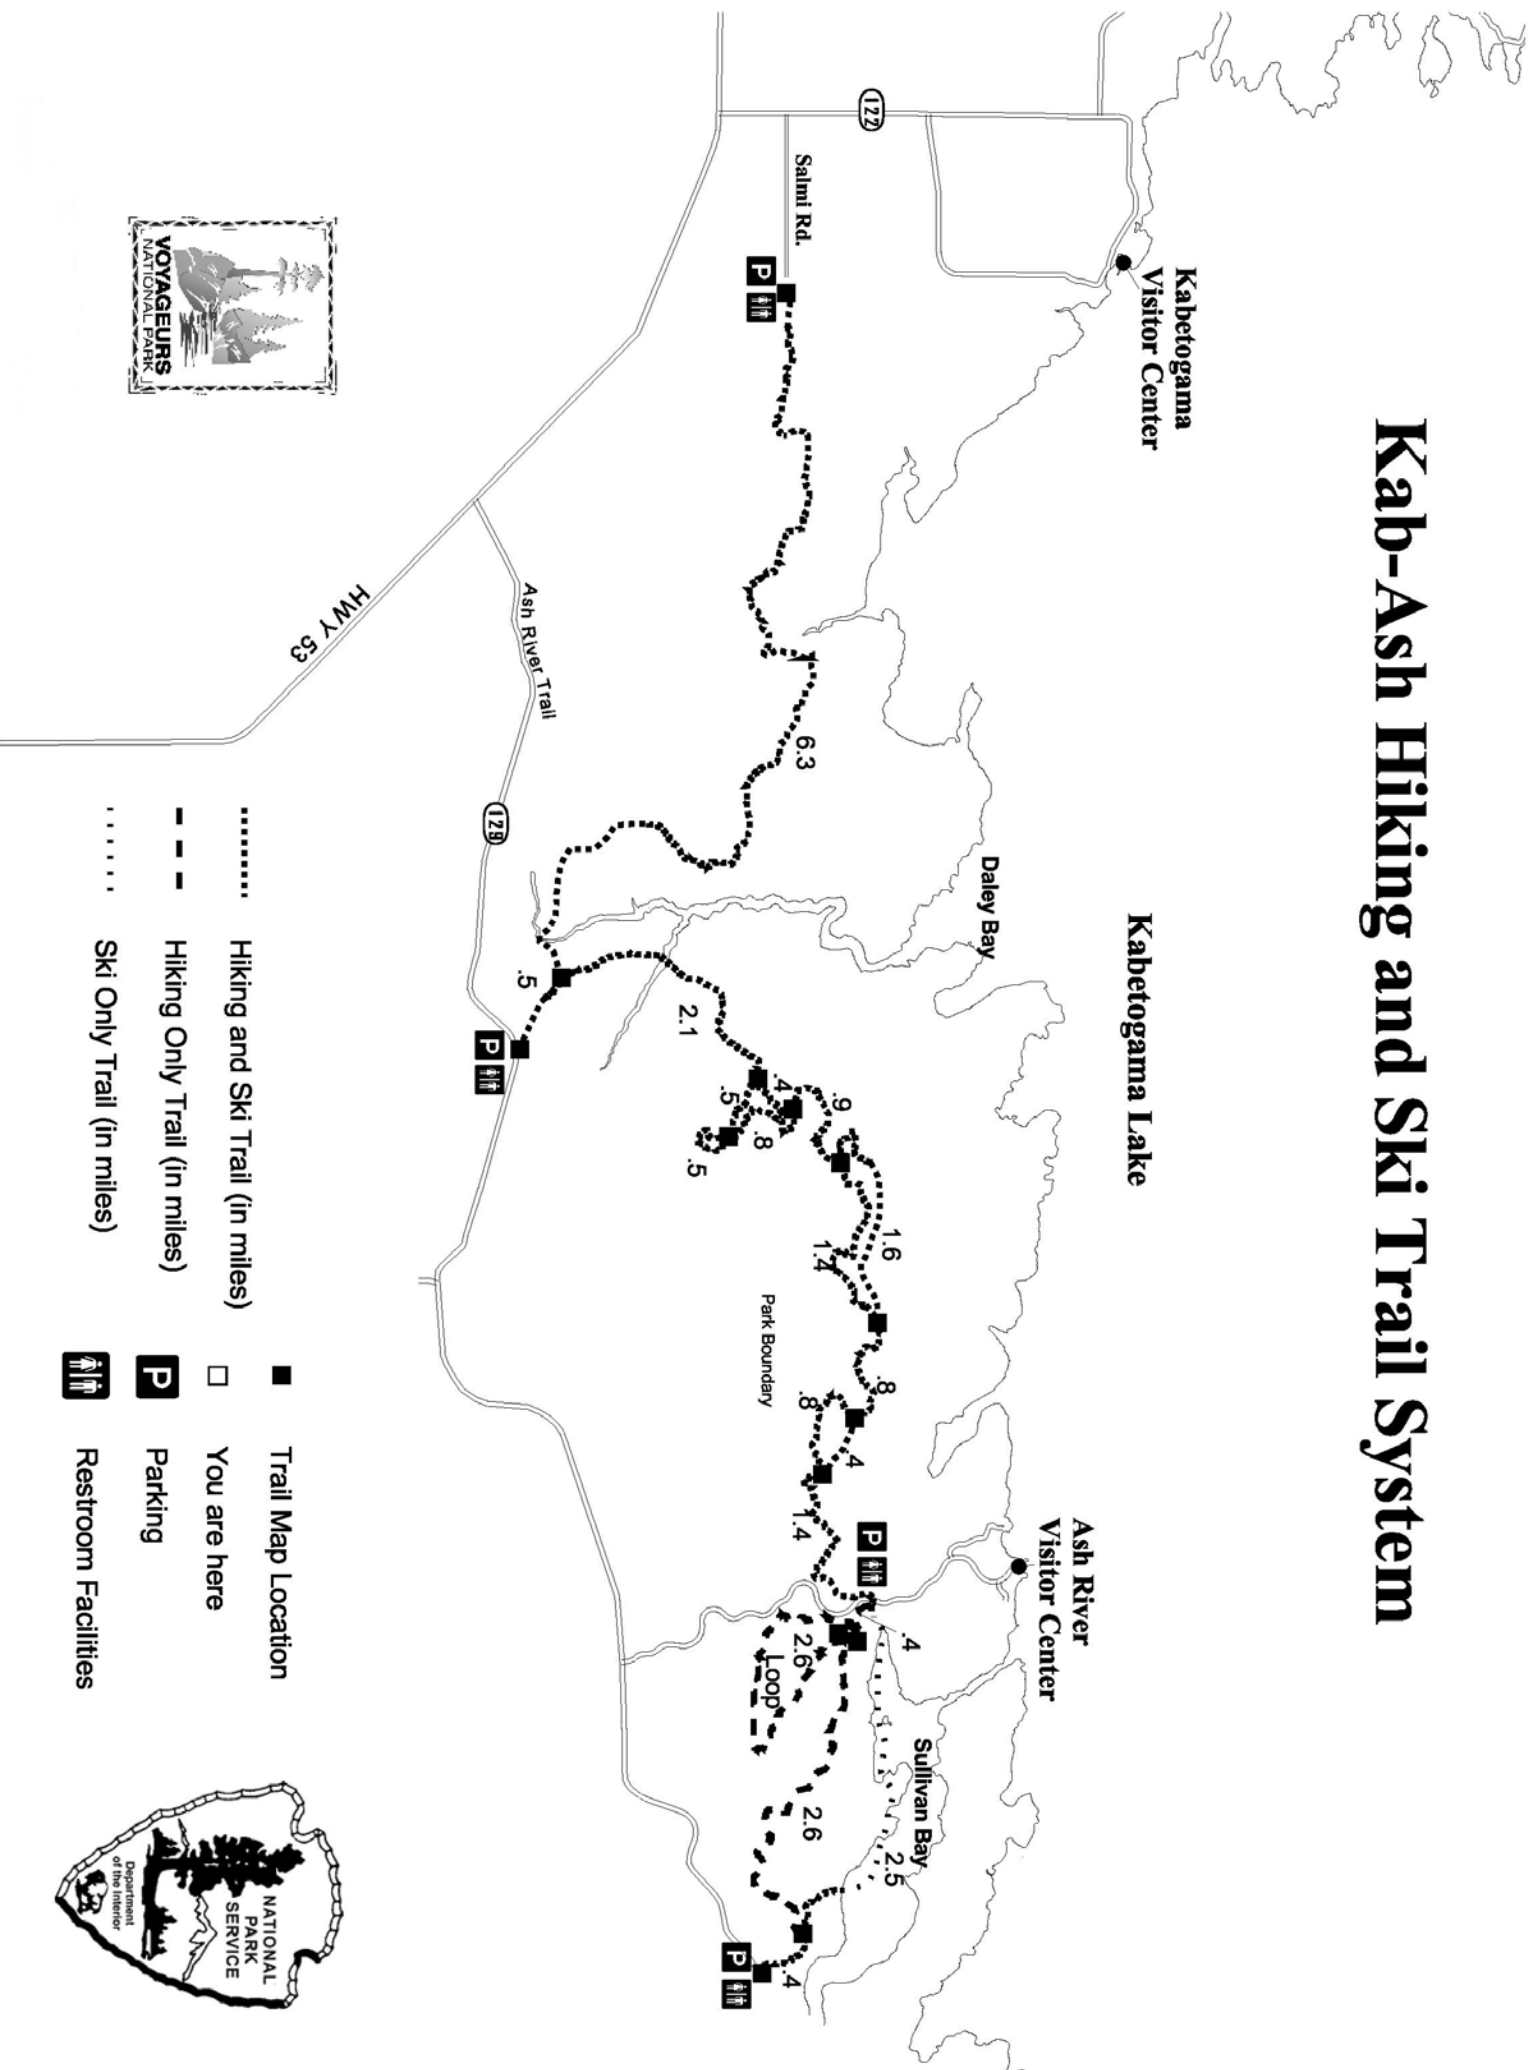 Kab-Ash Hiking and Ski Trail System
Kabetogama
Visitor Center
Kabetogama Lake
Ash River
Visitor Center
122
Salmi Rd.
P
Daley Bay
Sullivan Bay
6.3
2.1
.5
.4
.5
.8
.5
.9
1.6
1.4
.8
.8
.4
1.4
P
.4
2.6
Loop
2.6
2.5
.4
P
P
Park Boundary
Ash River Trail
129
HWY 53
VOYAGEURS
NATIONAL PARK
Hiking and Ski Trail (in miles)
Hiking Only Trail (in miles)
Ski Only Trail (in miles)
Trail Map Location
You are here
P Parking
Restroom Facilities
NATIONAL
PARK
SERVICE
Department
of the Interior